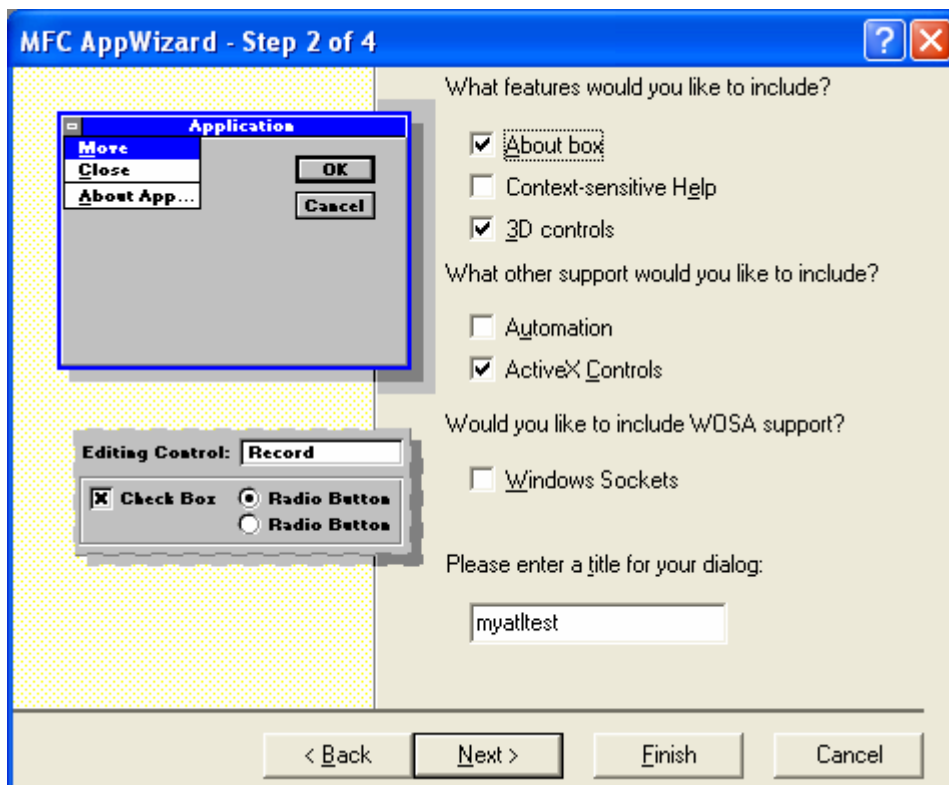 MFC AppWizard - Step 2 of 4
What features would you like to include?
Application
Move
Close
About App...
OK
Cancel
About box
Context-sensitive Help
3D controls
What other support would you like to include?
Automation
ActiveX Controls
Would you like to include WOSA support?
Editing Control: Record
Check Box
Radio Button
Radio Button
Windows Sockets
Please enter a title for your dialog:
myatltest
< Back Next > Finish Cancel